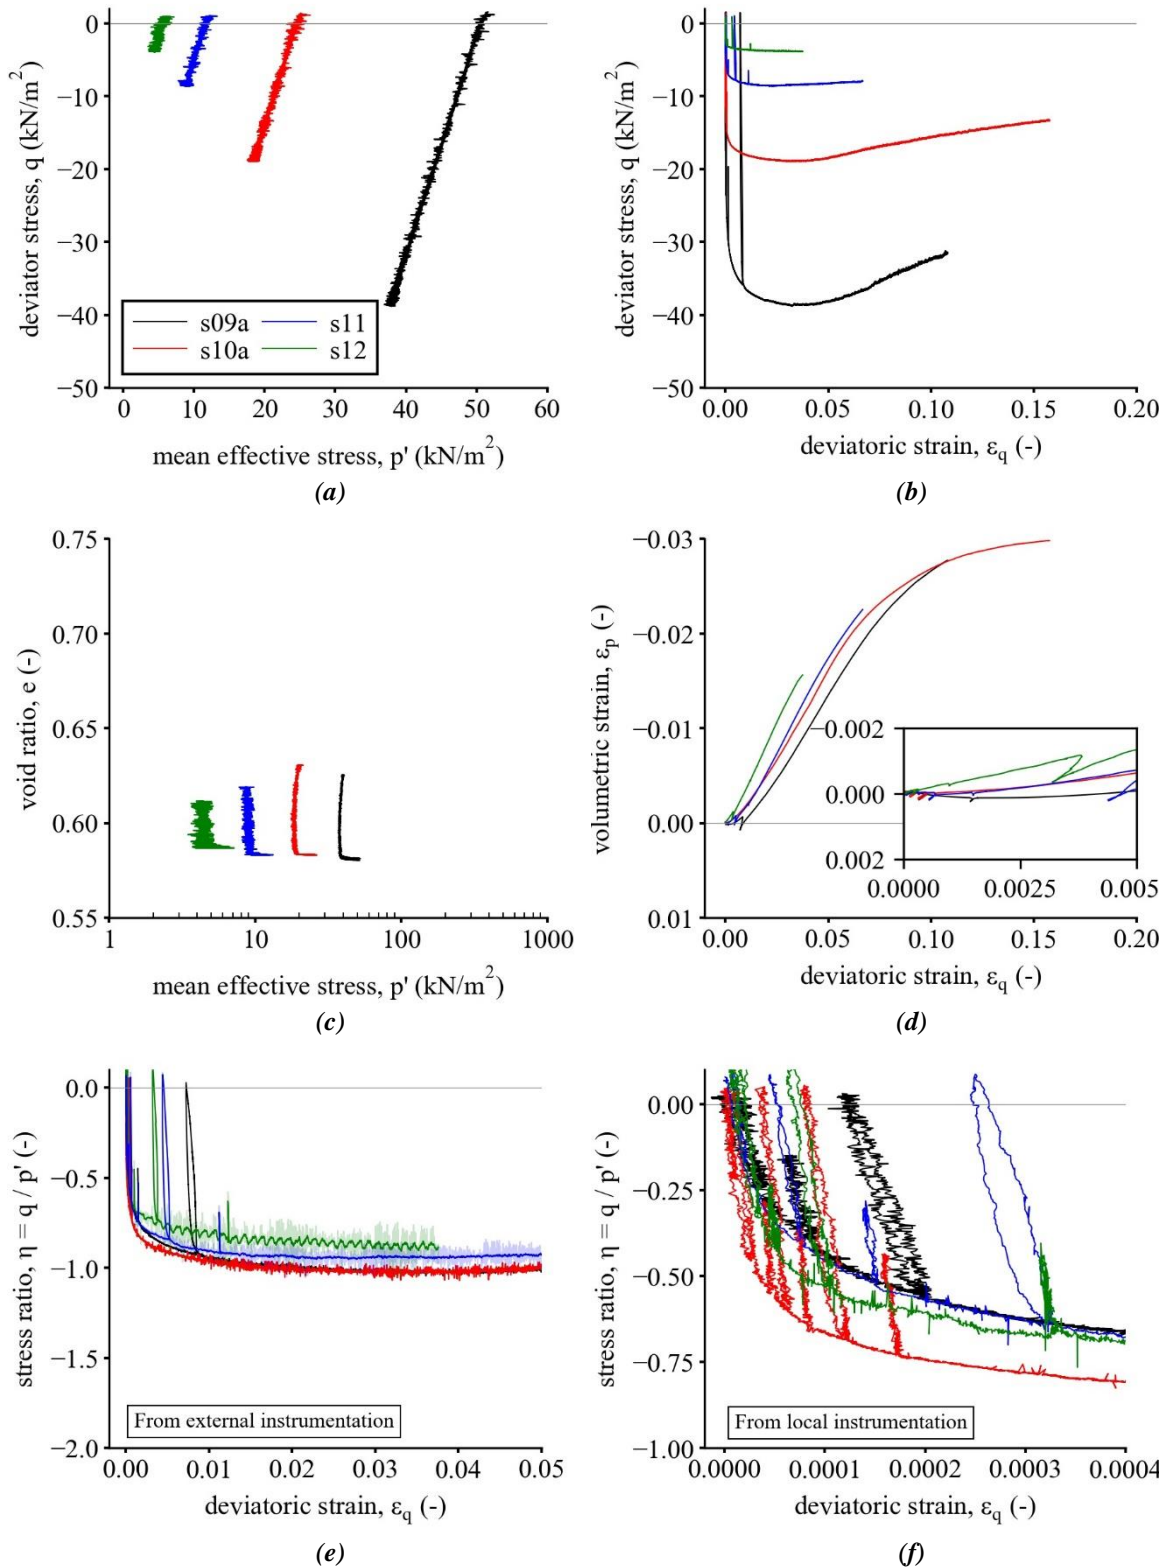 0
−10
−20
−30
−40
−50
deviator stress, q (kN/m²)
s09a
s10a
s11
s12
0 10 20 30 40 50 60
mean effective stress, p' (kN/m²)
(a)
0
−10
−20
−30
−40
−50
deviator stress, q (kN/m²)
0.00 0.05 0.10 0.15 0.20
deviatoric strain, εq (-)
(b)
0.75
0.70
0.65
0.60
0.55
void ratio, e (-)
1 10 100 1000
mean effective stress, p' (kN/m²)
(c)
−0.03
−0.02
−0.01
0.00
0.01
volumetric strain, εp (-)
−0.002
0.000
0.002
0.0000 0.0025 0.005
0.00 0.05 0.10 0.15 0.20
deviatoric strain, εq (-)
(d)
0.0
−0.5
−1.0
−1.5
−2.0
stress ratio, η = q / p' (-)
From external instrumentation
0.00 0.01 0.02 0.03 0.04 0.05
deviatoric strain, εq (-)
(e)
0.00
−0.25
−0.50
−0.75
−1.00
stress ratio, η = q / p' (-)
From local instrumentation
0.0000 0.0001 0.0002 0.0003 0.0004
deviatoric strain, εq (-)
(f)